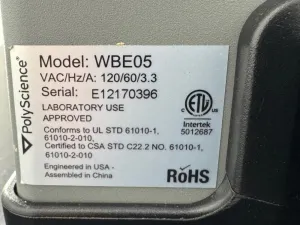 PolyScience®
Model: WBE05
VAC/Hz/A: 120/60/3.3
Serial: E12170396
LABORATORY USE
APPROVED
Conforms to UL STD 61010-1,
61010-2-010,
Certified to CSA STD C22.2 NO. 61010-1,
61010-2-010
Engineered in USA -
Assembled in China
ETL
Intertek
5012687
RoHS